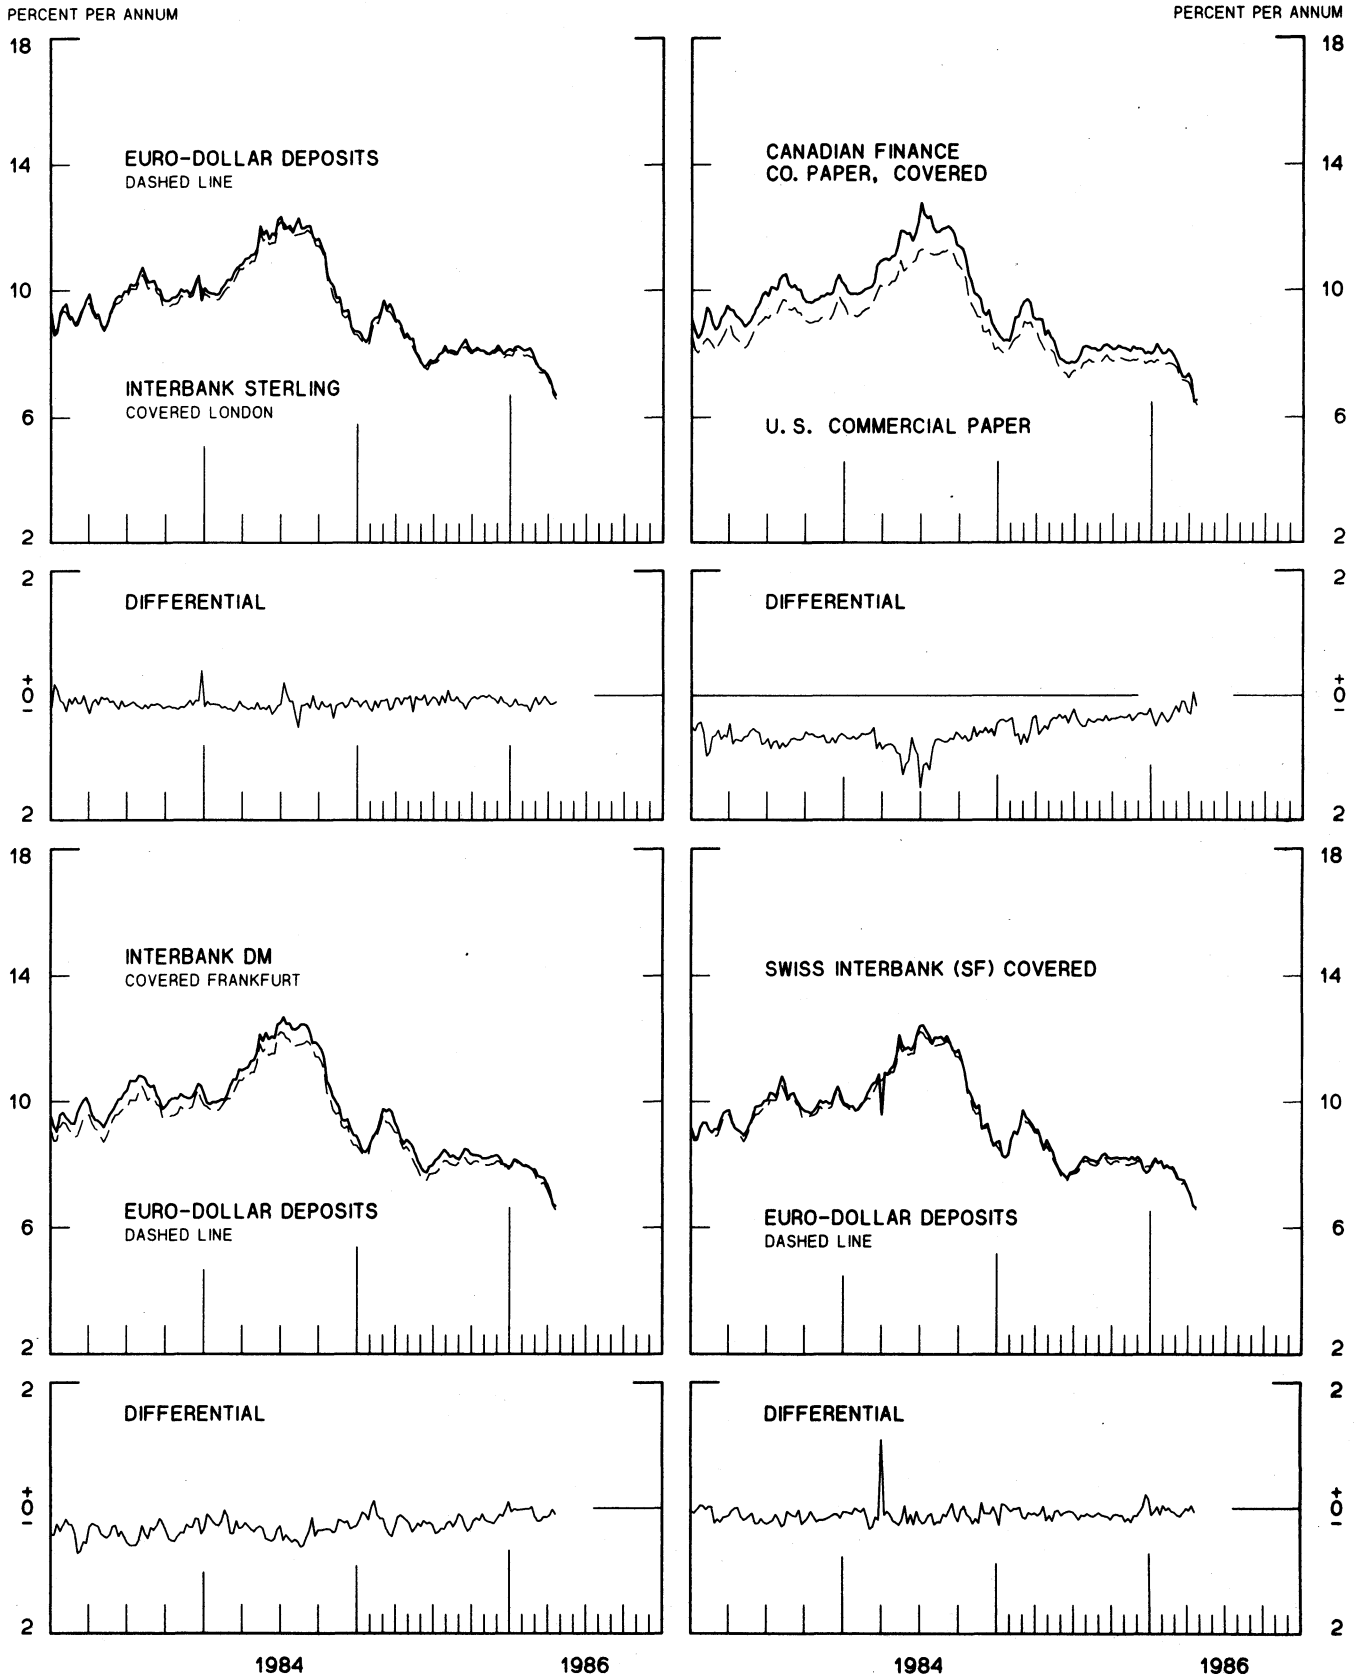 PERCENT PER ANNUM
PERCENT PER ANNUM
18
18
EURO-DOLLAR DEPOSITS
DASHED LINE
14
CANADIAN FINANCE
CO. PAPER, COVERED
14
10
10
INTERBANK STERLING
COVERED LONDON
6
U. S. COMMERCIAL PAPER
6
2
2
2
2
DIFFERENTIAL
DIFFERENTIAL
+
0
−
+
0
−
2
2
18
18
INTERBANK DM
COVERED FRANKFURT
14
SWISS INTERBANK (SF) COVERED
14
10
10
EURO-DOLLAR DEPOSITS
DASHED LINE
6
EURO-DOLLAR DEPOSITS
DASHED LINE
6
2
2
2
2
DIFFERENTIAL
DIFFERENTIAL
+
0
−
+
0
−
2
2
1984
1986
1984
1986